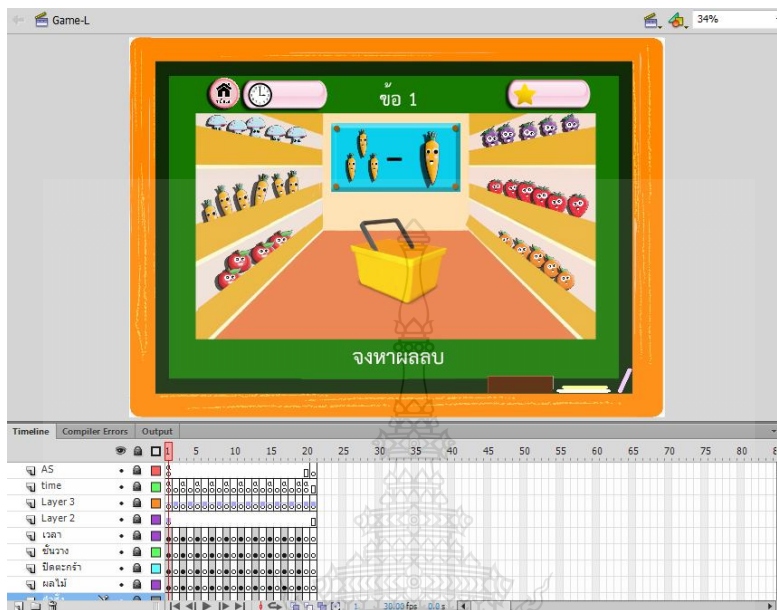 Game-L
34%
ข้อ 1
จงหาผลลบ
Timeline Compiler Errors Output
1 5 10 15 20 25 30 35 40 45 50 55 60 65 70 75 80
AS
time
Layer 3
Layer 2
เวลา
ชั้นวาง
ปิดตะกร้า
ผลไม้
1 30.00 fps 0.0 s